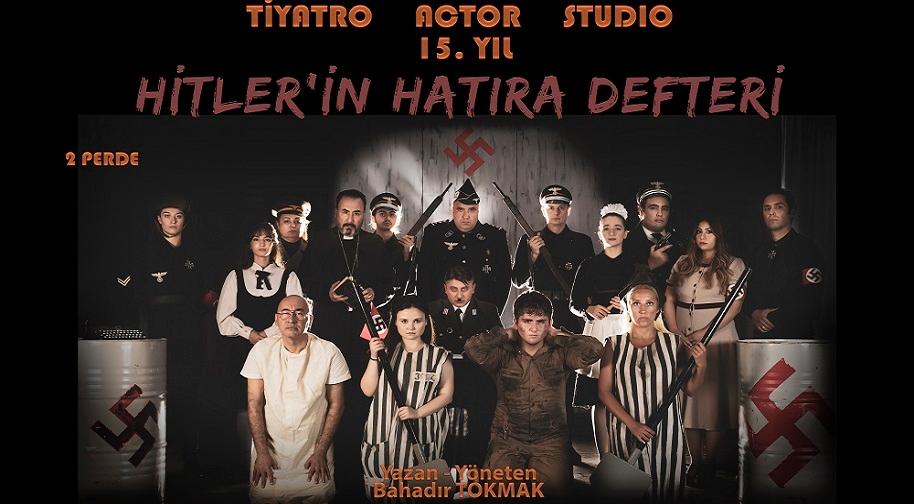 TİYATRO ACTOR STUDIO
15. YIL
HİTLER'İN HATIRA DEFTERİ
2 PERDE
Yazan - Yöneten
Bahadır TOKMAK